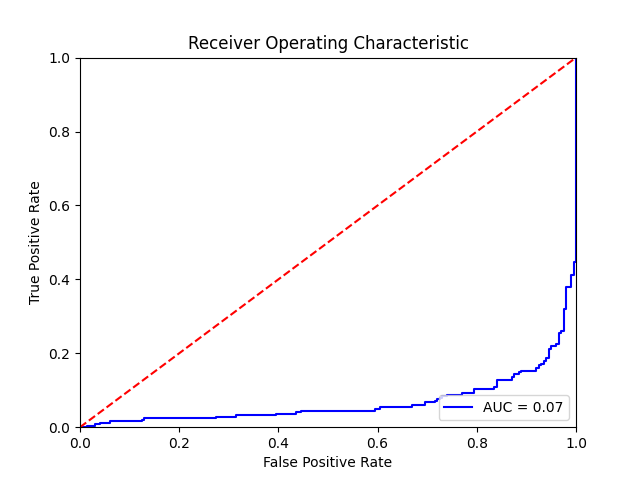 Receiver Operating Characteristic
1.0
0.8
0.6
0.4
0.2
0.0
True Positive Rate
AUC = 0.07
0.0 0.2 0.4 0.6 0.8 1.0
False Positive Rate